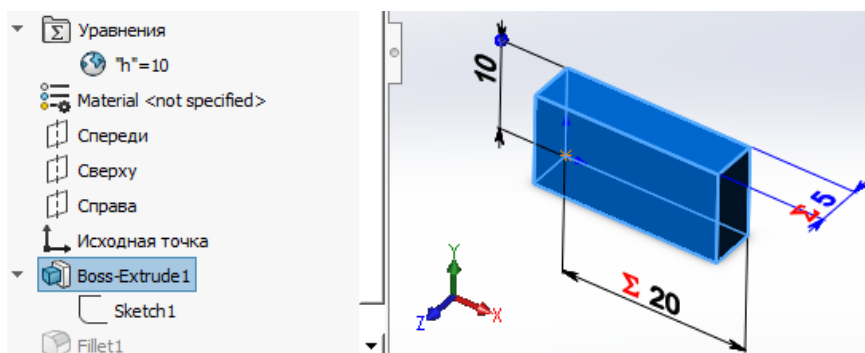 Уравнения
"h"=10
Material <not specified>
Спереди
Сверху
Справа
Исходная точка
Boss-Extrude1
Sketch1
Fillet1
10
Σ 5
Σ 20
Y
X
Z